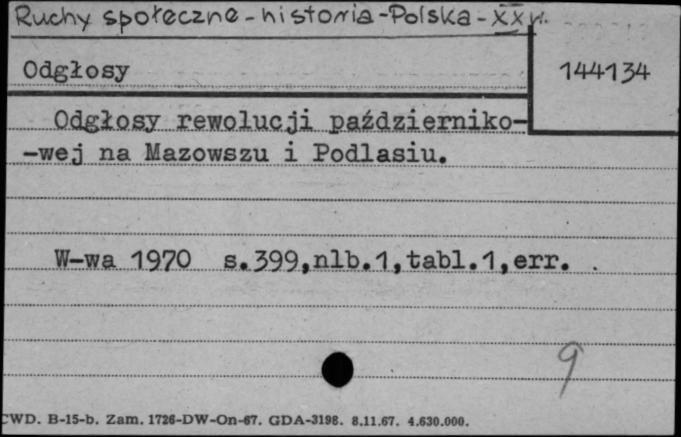 Ruchy społeczne - historia - Polska - XX w.
Odgłosy
144134
Odgłosy rewolucji październiko-
-wej na Mazowszu i Podlasiu.
W-wa 1970 s.399,nlb.1,tabl.1,err.
9
CWD. B-15-b. Zam. 1726-DW-On-67. GDA-3198. 8.11.67. 4.630.000.